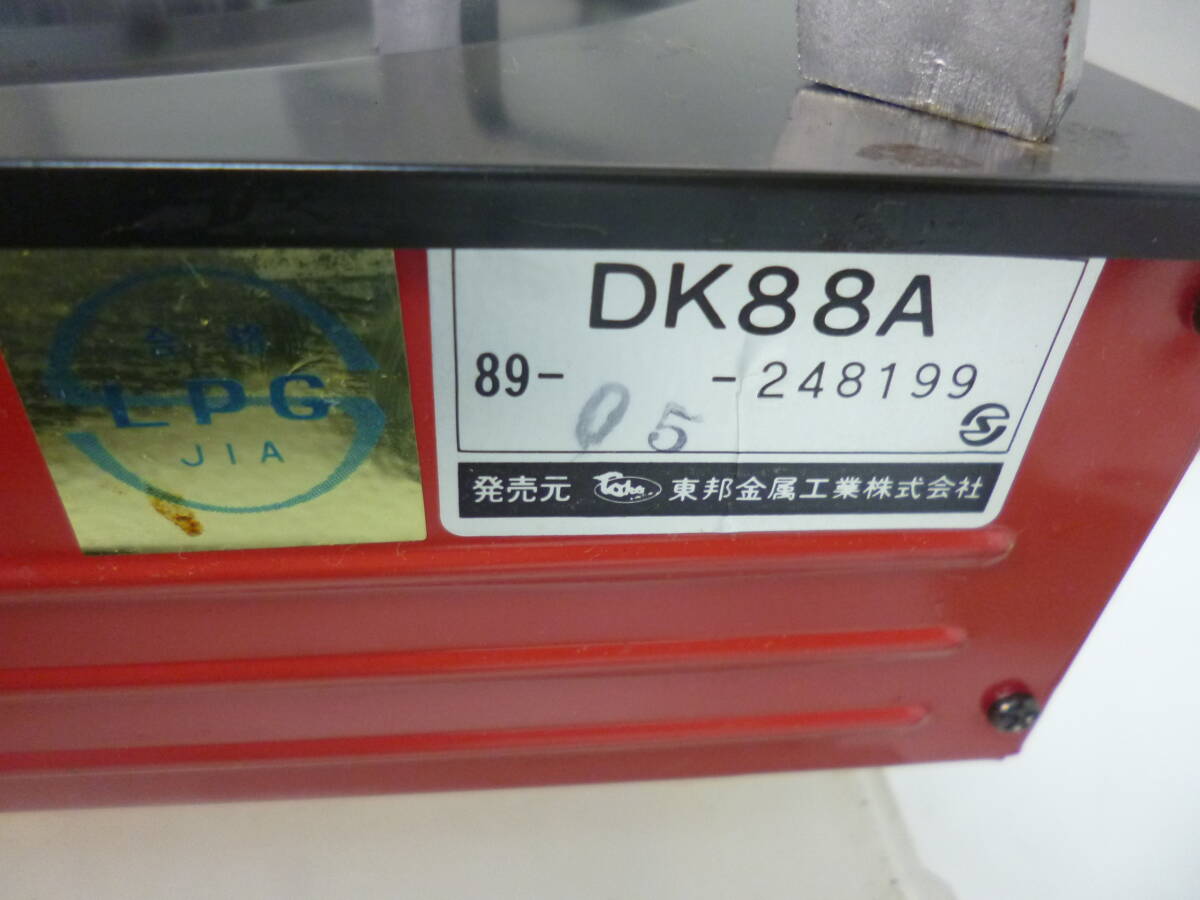 合格
LPG
JIA
DK88A
89-05-248199
S
発売元 Toho 東邦金属工業株式会社